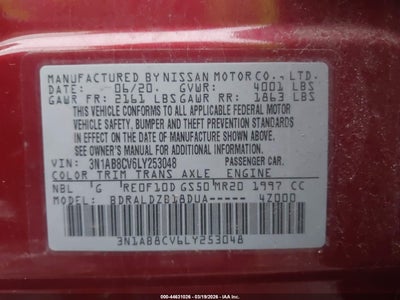 MANUFACTURED BY NISSAN MOTOR CO., LTD.
DATE: 06/20 GVWR: 4001 LBS
GAWR FR: 2161 LBS GAWR RR: 1863 LBS
THIS VEHICLE CONFORMS TO ALL APPLICABLE FEDERAL MOTOR
VEHICLE SAFETY, BUMPER AND THEFT PREVENTION STANDARDS
IN EFFECT ON THE DATE OF MANUFACTURE SHOWN ABOVE.
SEE OWNER'S MANUAL FOR ADDITIONAL INFORMATION
VIN: 3N1AB8CV6LY253048 PASSENGER CAR.
COLOR TRIM TRANS AXLE ENGINE
NBL G RE0F10D GS50 MR20 1997 CC
MODEL: BDRALDZB18DUA----- 4Z000
3N1AB8CV6LY253048
000-44631026 - 03/19/2026 - IAA